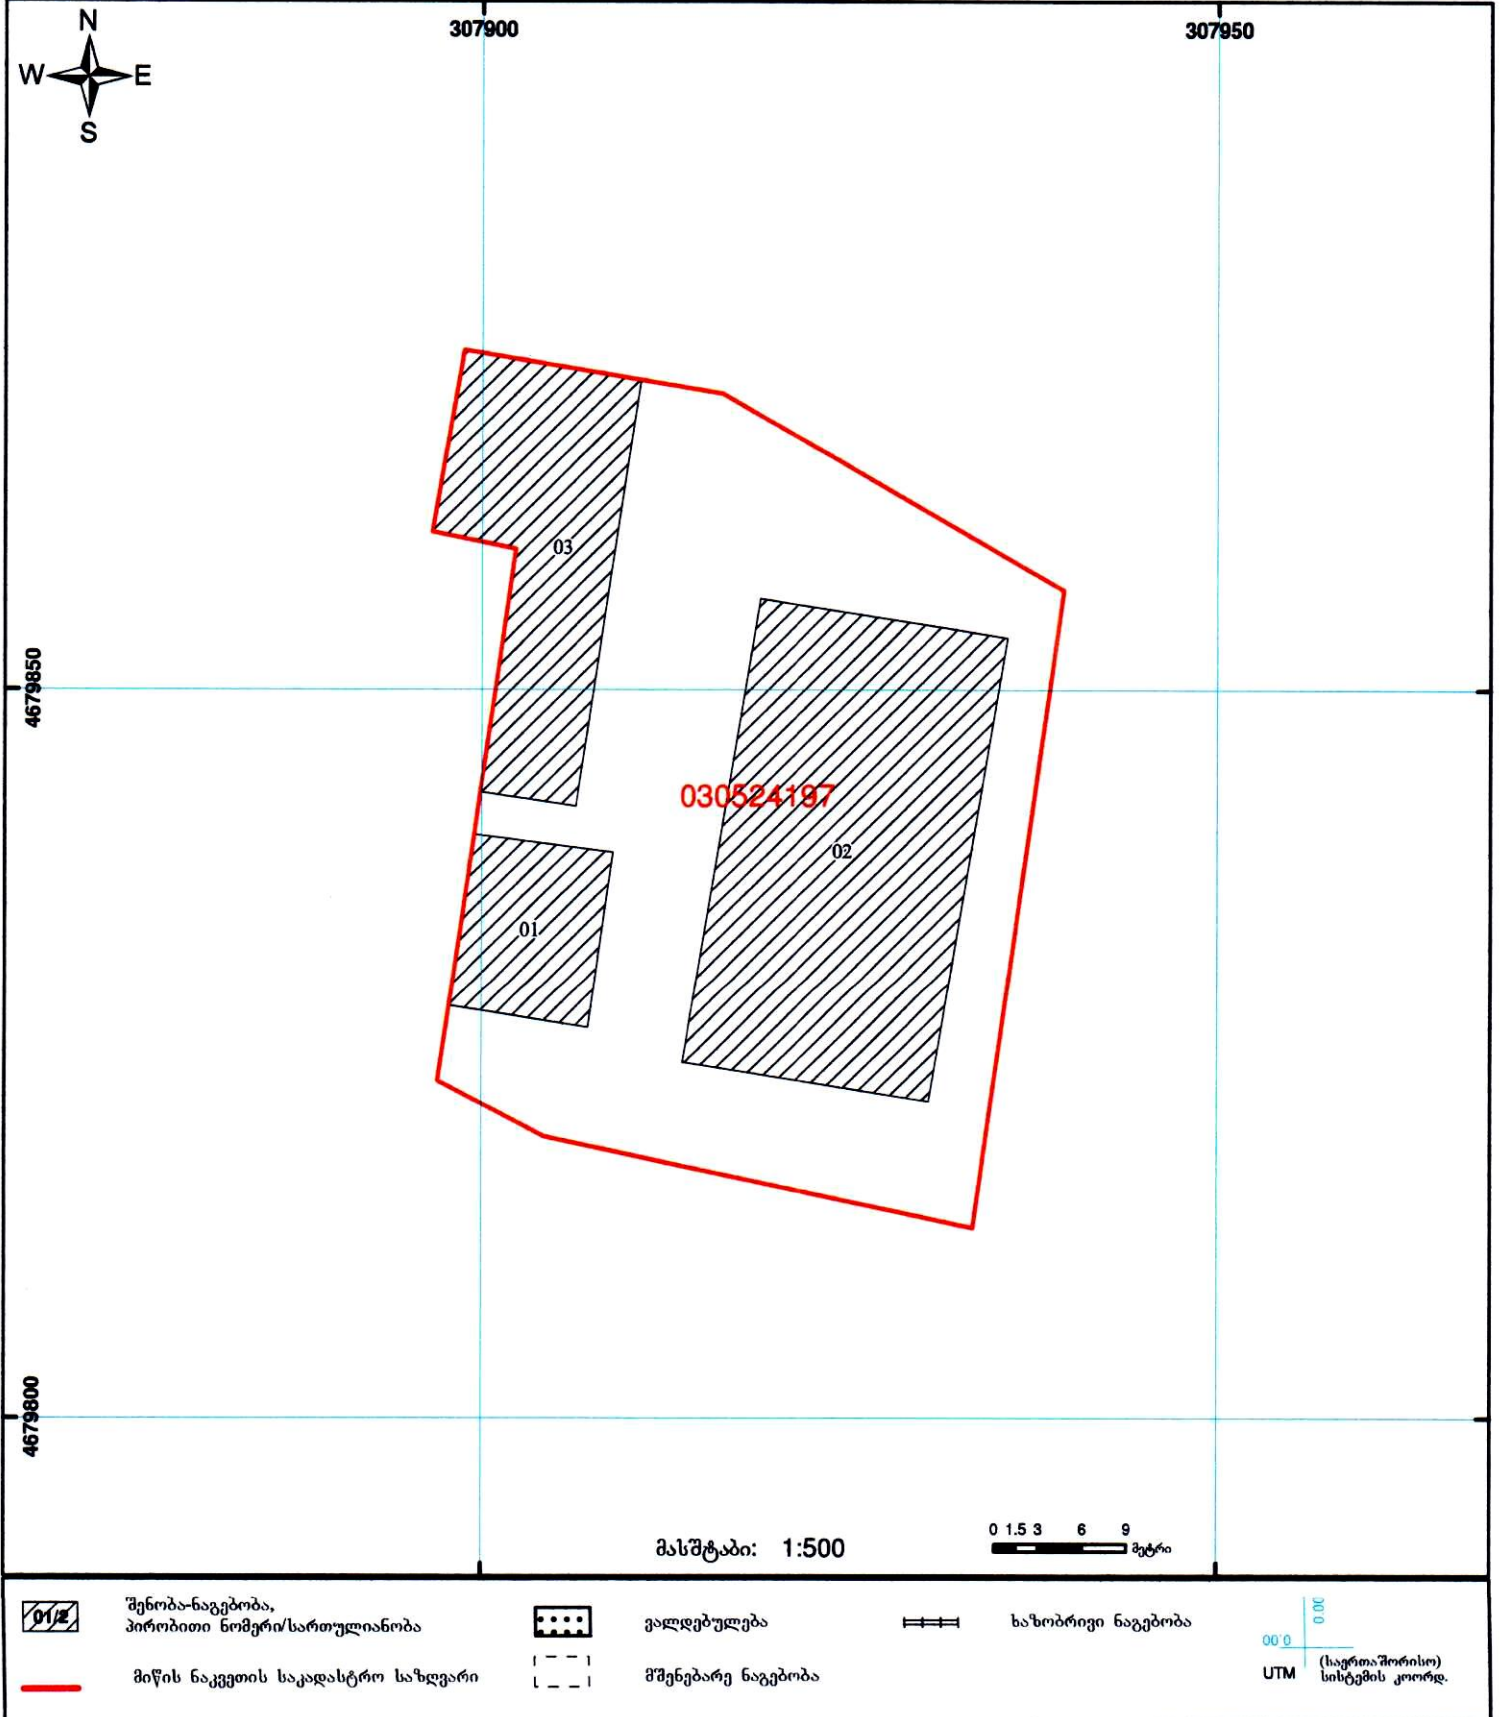 N
W E
S
307900
307950
4679850
4679800
03
030524197
02
01
მასშტაბი: 1:500
0 1.5 3 6 9
მეტრი
01/2
შენობა-ნაგებობა,
პირობითი ნომერი/სართულიანობა
ვალდებულება
ხაზობრივი ნაგებობა
მიწის ნაკვეთის საკადასტრო საზღვარი
მშენებარე ნაგებობა
0.00
0.00
UTM
(საერთაშორისო)
სისტემის კოორდ.